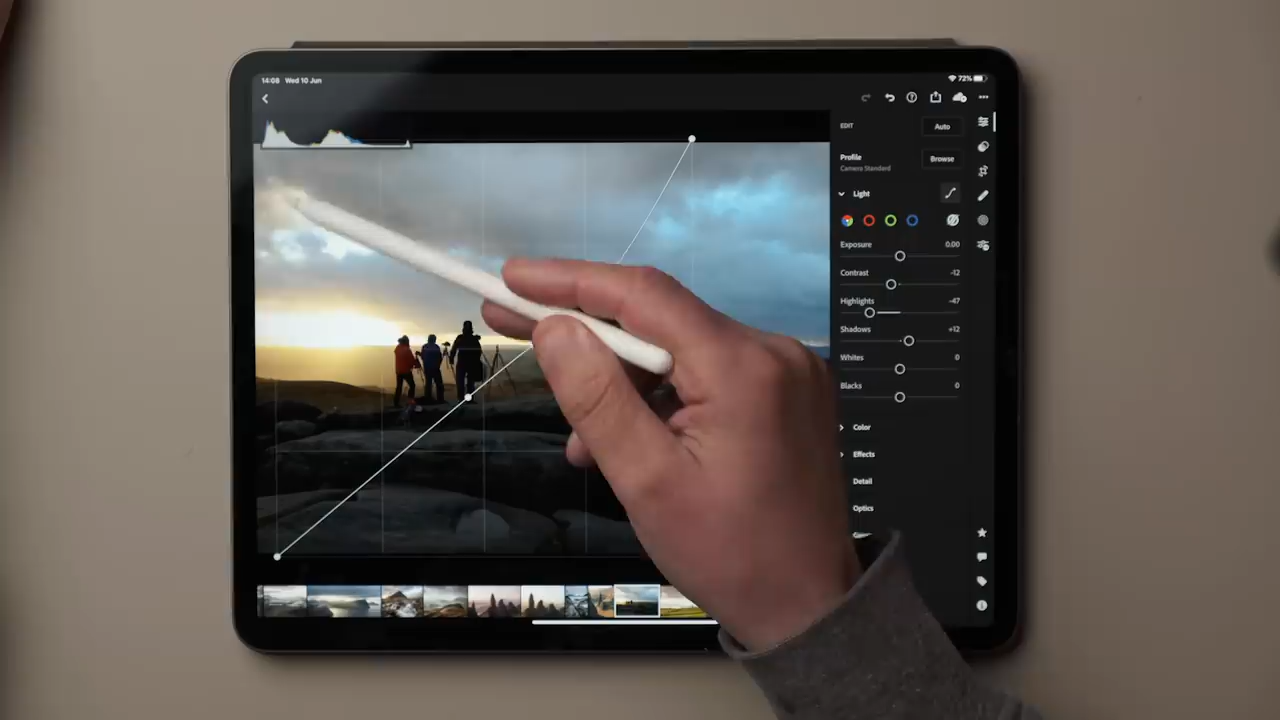 14:08 Wed 10 Jun
72%
EDIT
Auto
Profile
Camera Standard
Browse
Light
Exposure 0.00
Contrast -12
Highlights -47
Shadows +12
Whites 0
Blacks 0
Color
Effects
Detail
Optics